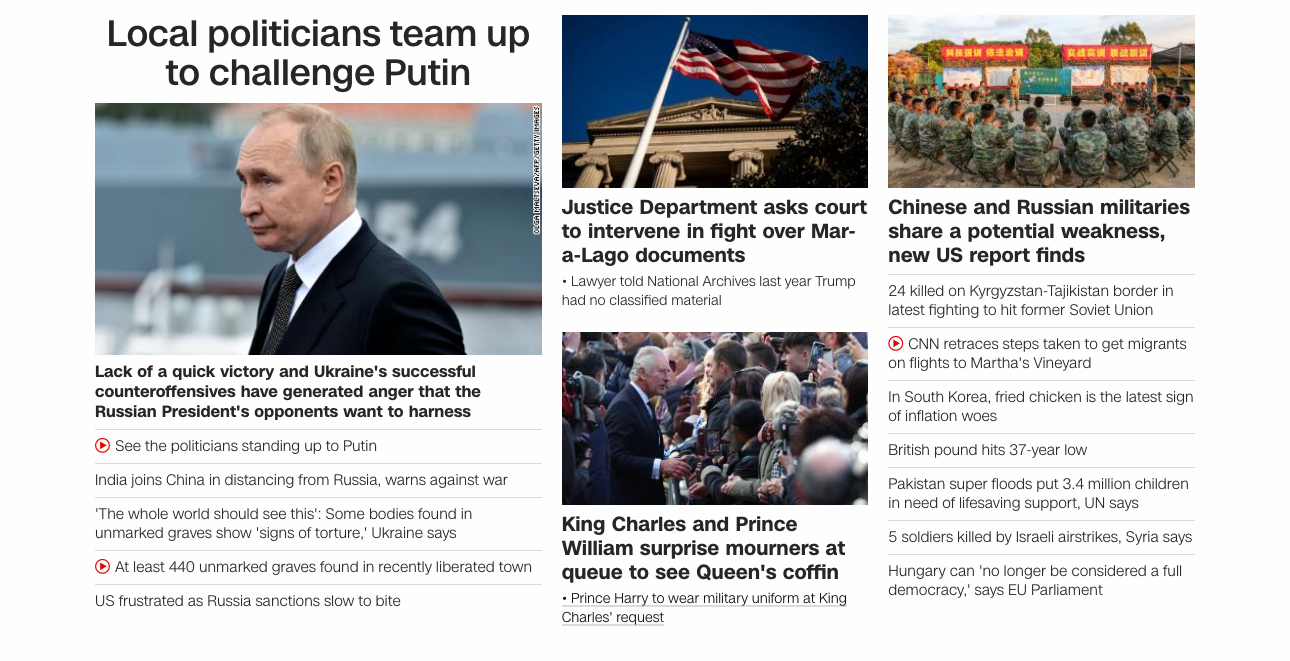 Local politicians team up
to challenge Putin
OLGA MALTSEVA/AFP/GETTY IMAGES
54
Lack of a quick victory and Ukraine's successful
counteroffensives have generated anger that the
Russian President's opponents want to harness
See the politicians standing up to Putin
India joins China in distancing from Russia, warns against war
'The whole world should see this': Some bodies found in
unmarked graves show 'signs of torture,' Ukraine says
At least 440 unmarked graves found in recently liberated town
US frustrated as Russia sanctions slow to bite
Justice Department asks court
to intervene in fight over Mar-
a-Lago documents
• Lawyer told National Archives last year Trump
had no classified material
King Charles and Prince
William surprise mourners at
queue to see Queen's coffin
• Prince Harry to wear military uniform at King
Charles' request
Chinese and Russian militaries
share a potential weakness,
new US report finds
24 killed on Kyrgyzstan-Tajikistan border in
latest fighting to hit former Soviet Union
CNN retraces steps taken to get migrants
on flights to Martha's Vineyard
In South Korea, fried chicken is the latest sign
of inflation woes
British pound hits 37-year low
Pakistan super floods put 3.4 million children
in need of lifesaving support, UN says
5 soldiers killed by Israeli airstrikes, Syria says
Hungary can 'no longer be considered a full
democracy,' says EU Parliament